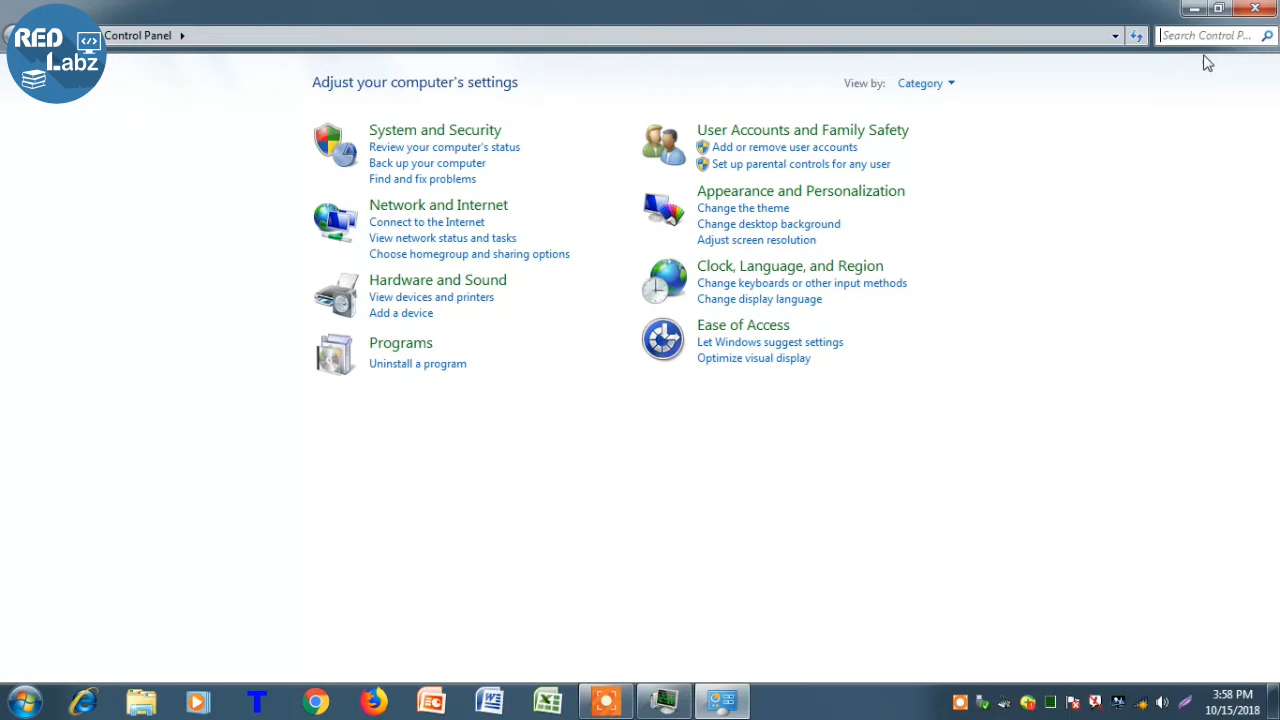 RED
Labz
Control Panel
Search Control P...
Adjust your computer's settings
View by: Category
System and Security
Review your computer's status
Back up your computer
Find and fix problems
Network and Internet
Connect to the Internet
View network status and tasks
Choose homegroup and sharing options
Hardware and Sound
View devices and printers
Add a device
Programs
Uninstall a program
User Accounts and Family Safety
Add or remove user accounts
Set up parental controls for any user
Appearance and Personalization
Change the theme
Change desktop background
Adjust screen resolution
Clock, Language, and Region
Change keyboards or other input methods
Change display language
Ease of Access
Let Windows suggest settings
Optimize visual display
T
3:58 PM
10/15/2018